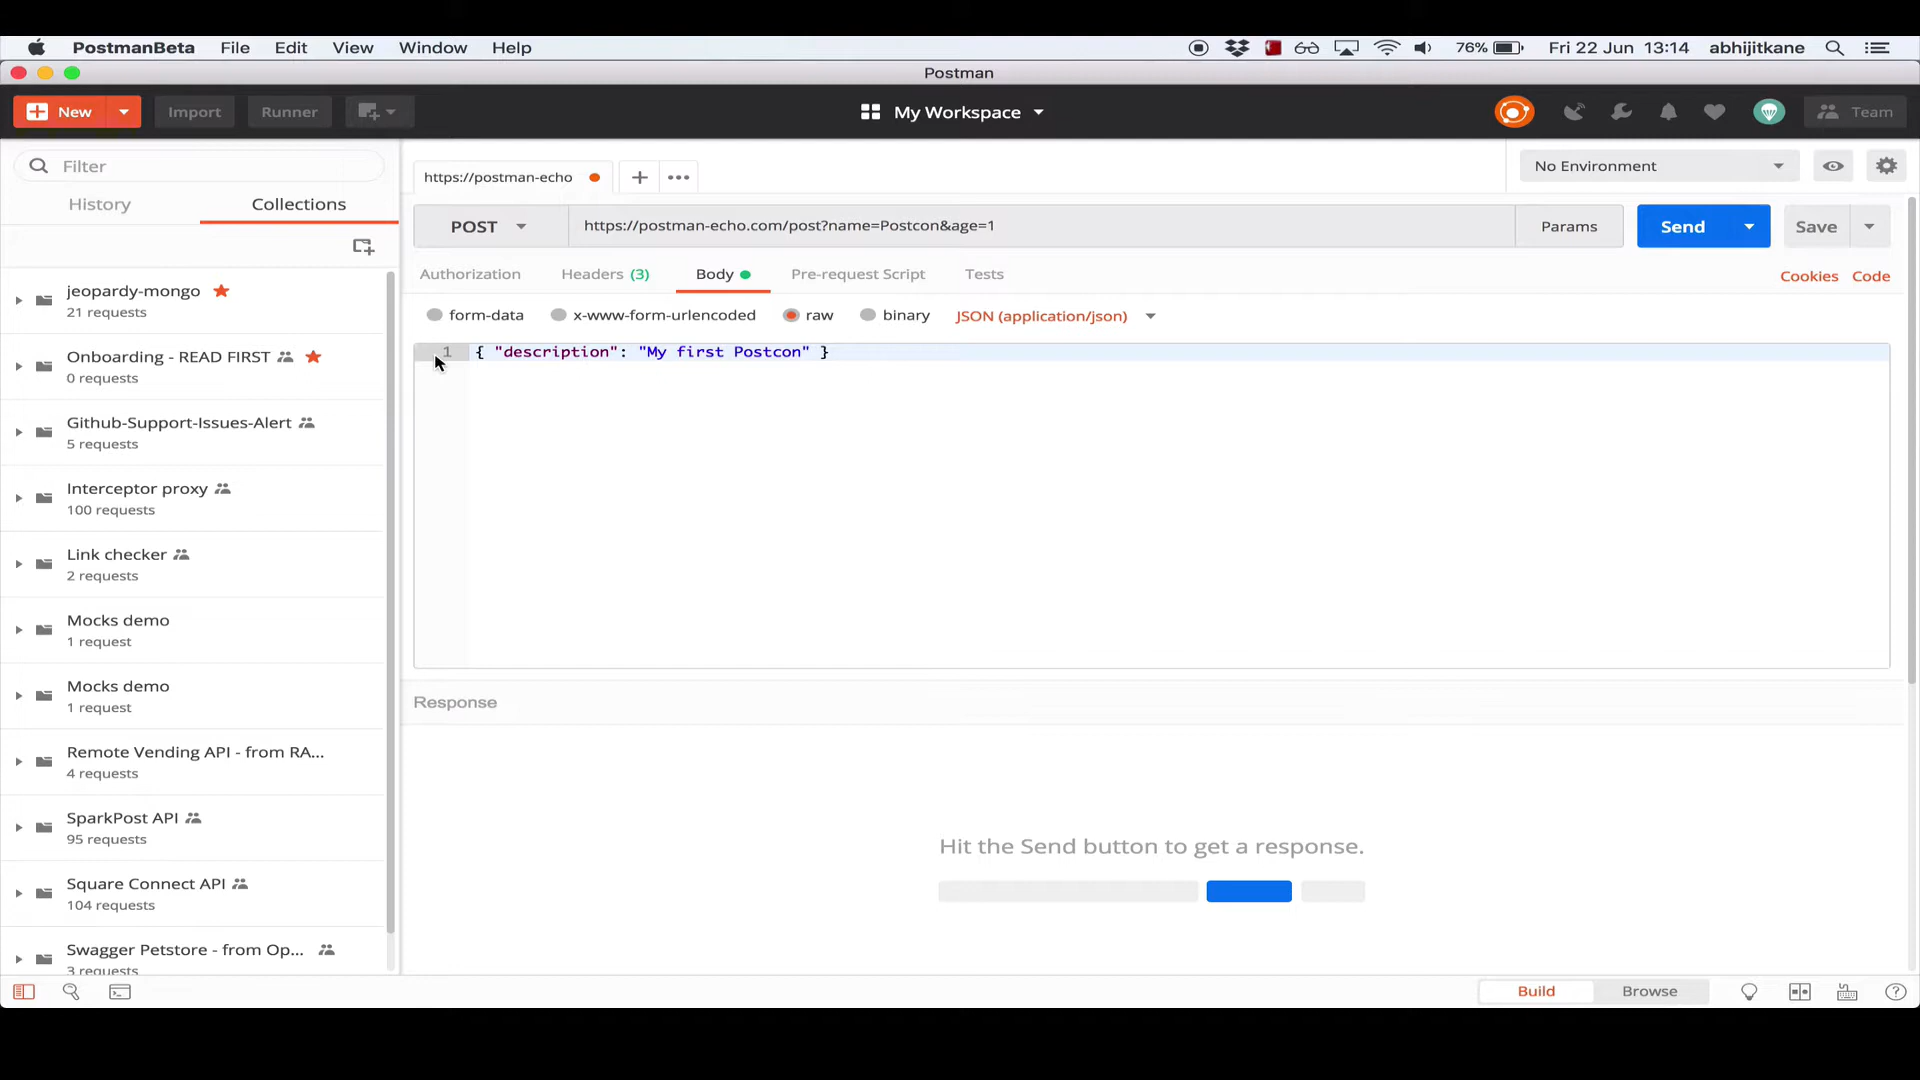 PostmanBeta File Edit View Window Help 76% Fri 22 Jun 13:14 abhijitkane
Postman
New Import Runner My Workspace Team
Filter
History Collections
jeopardy-mongo
21 requests
Onboarding - READ FIRST
0 requests
Github-Support-Issues-Alert
5 requests
Interceptor proxy
100 requests
Link checker
2 requests
Mocks demo
1 request
Mocks demo
1 request
Remote Vending API - from RA...
4 requests
SparkPost API
95 requests
Square Connect API
104 requests
Swagger Petstore - from Op...
3 requests
https://postman-echo No Environment
POST https://postman-echo.com/post?name=Postcon&age=1 Params Send Save
Authorization Headers (3) Body Pre-request Script Tests Cookies Code
form-data x-www-form-urlencoded raw binary JSON (application/json)
1 { "description": "My first Postcon" }
Response
Hit the Send button to get a response.
Build Browse